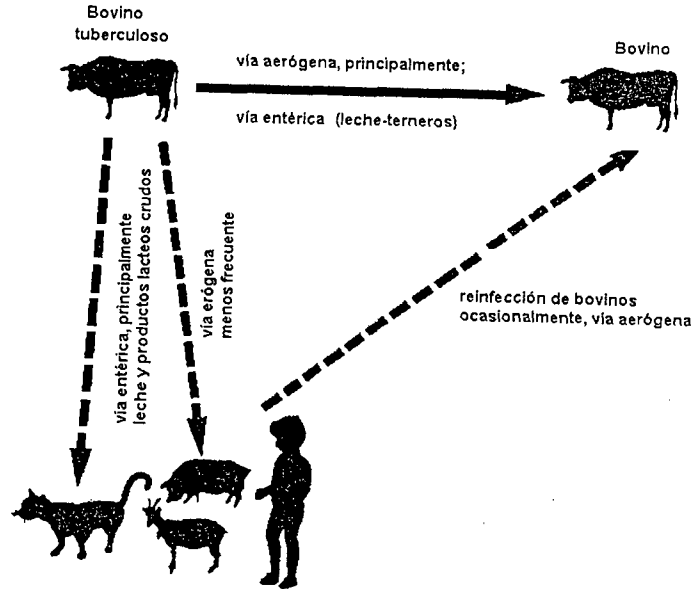 Bovino
tuberculoso
vía aerógena, principalmente;
vía entérica (leche-terneros)
Bovino
vía entérica, principalmente
leche y productos lacteos crudos
vía erógena
menos frecuente
reinfección de bovinos
ocasionalmente, vía aerógena